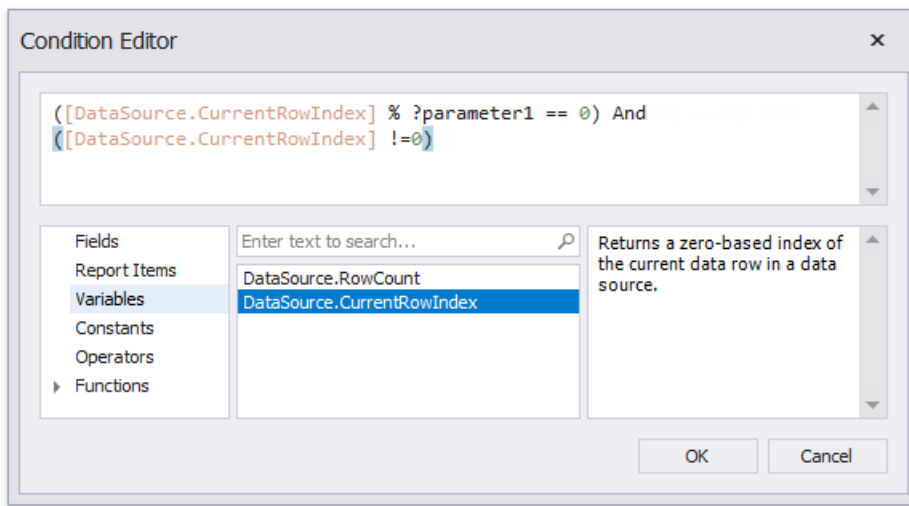 Condition Editor
([DataSource.CurrentRowIndex] % ?parameter1 == 0) And
([DataSource.CurrentRowIndex] !=0)
Fields
Report Items
Variables
Constants
Operators
Functions
Enter text to search...
DataSource.RowCount
DataSource.CurrentRowIndex
Returns a zero-based index of
the current data row in a data
source.
OK
Cancel